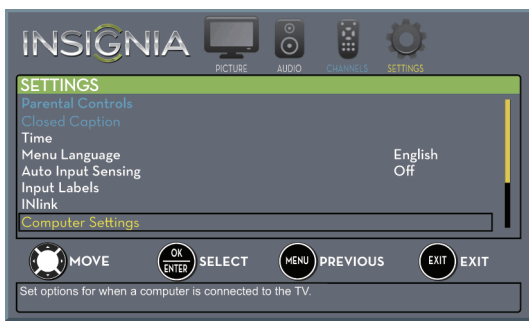 INSIGNIA
PICTURE AUDIO CHANNELS SETTINGS
SETTINGS
Parental Controls
Closed Caption
Time
Menu Language English
Auto Input Sensing Off
Input Labels
INlink
Computer Settings
MOVE OK ENTER SELECT MENU PREVIOUS EXIT EXIT
Set options for when a computer is connected to the TV.